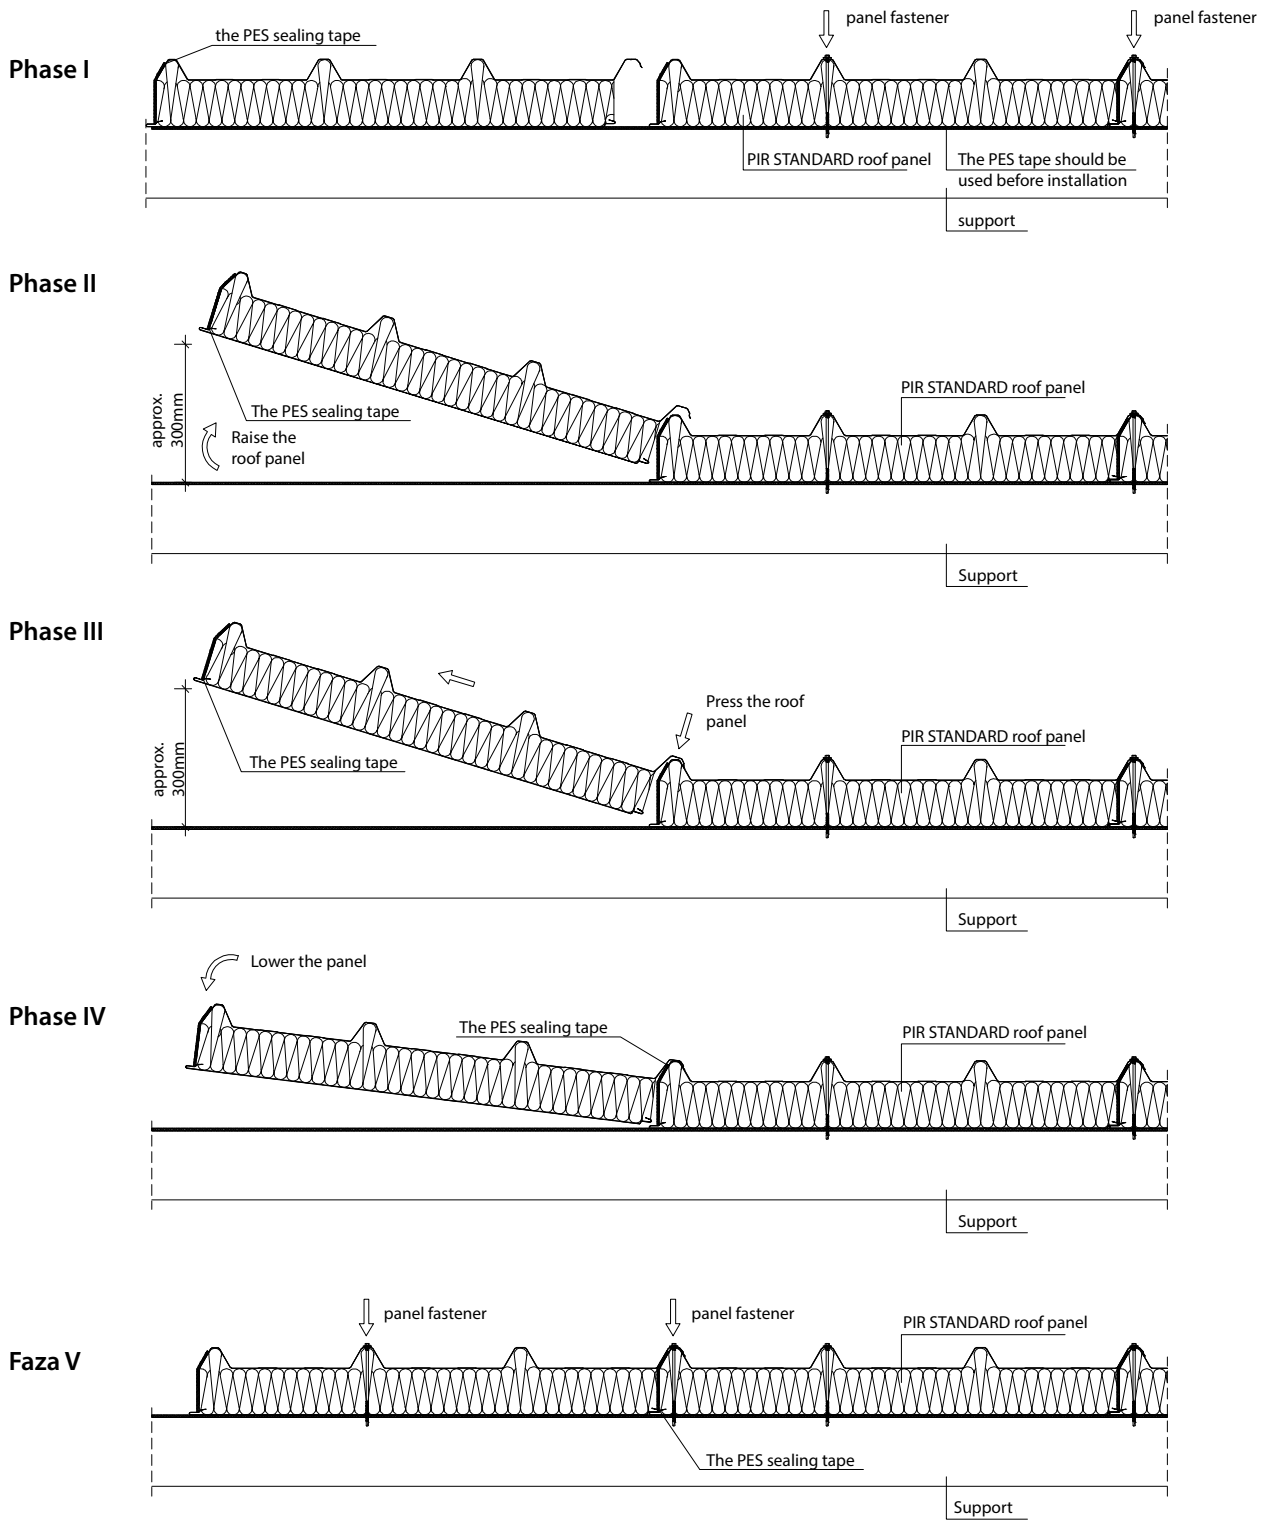 the PES sealing tape
panel fastener
panel fastener
Phase I
PIR STANDARD roof panel
The PES tape should be
used before installation
support
Phase II
approx.
300mm
The PES sealing tape
Raise the
roof panel
PIR STANDARD roof panel
Support
Phase III
approx.
300mm
The PES sealing tape
Press the roof
panel
PIR STANDARD roof panel
Support
Lower the panel
Phase IV
The PES sealing tape
PIR STANDARD roof panel
Support
panel fastener
panel fastener
PIR STANDARD roof panel
Faza V
The PES sealing tape
Support